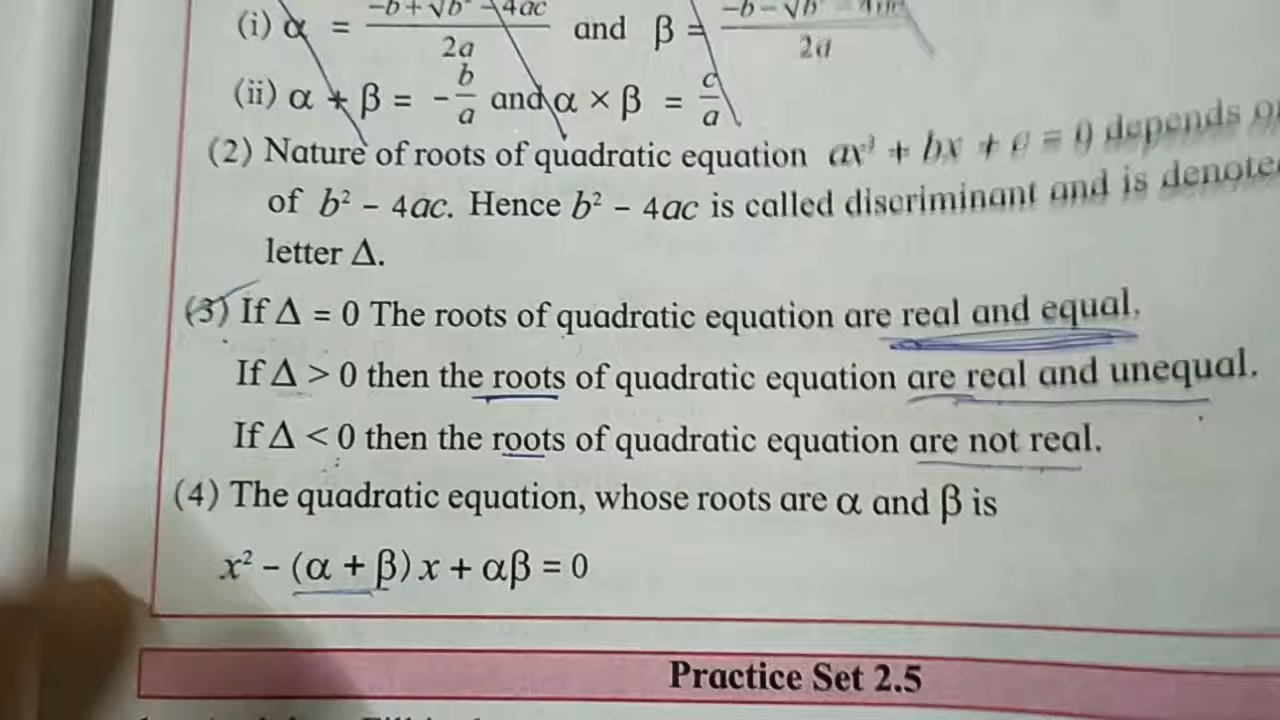 (i) α = -b + √b² - 4ac / 2a and β = -b - √b² - 4ac / 2a
(ii) α + β = - b/a and α × β = c/a
(2) Nature of roots of quadratic equation ax² + bx + c = 0 depends
of b² - 4ac. Hence b² - 4ac is called discriminant and is
letter Δ.
(3) If Δ = 0 The roots of quadratic equation are real and equal.
If Δ > 0 then the roots of quadratic equation are real and unequal.
If Δ < 0 then the roots of quadratic equation are not real.
(4) The quadratic equation, whose roots are α and β is
x² - (α + β) x + αβ = 0
Practice Set 2.5